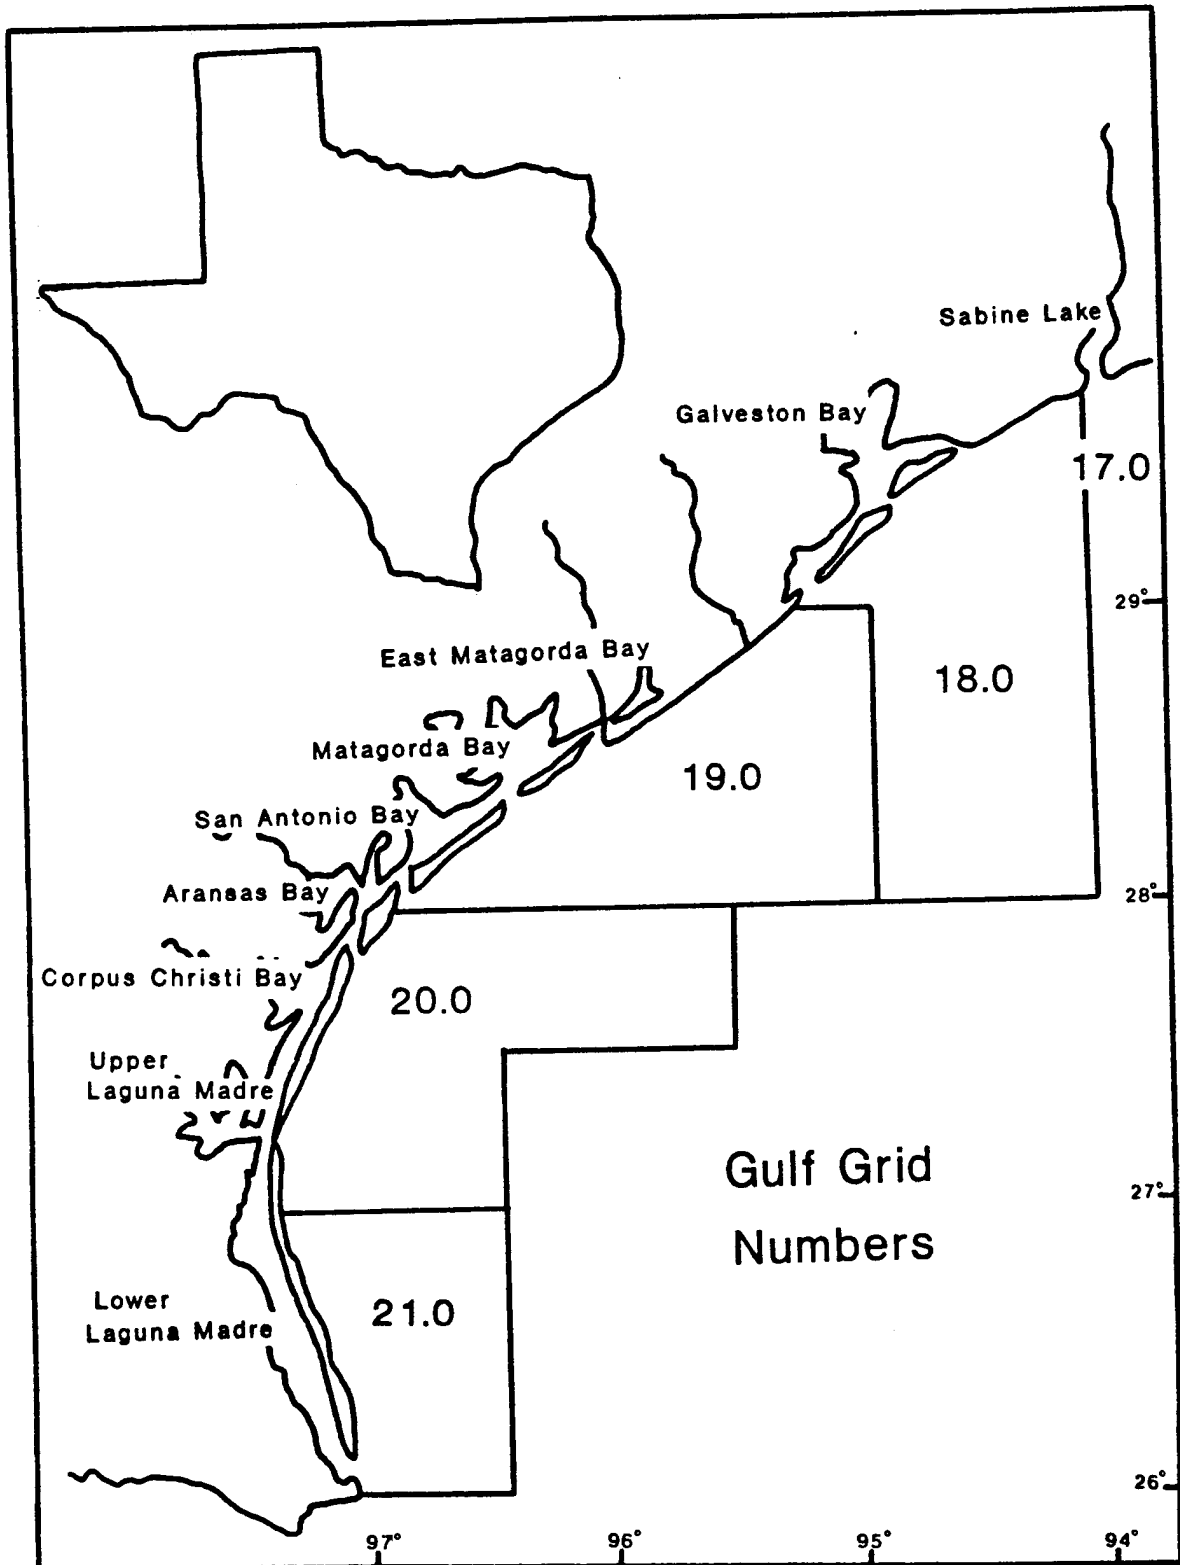 Sabine Lake
Galveston Bay
17.0
29°
East Matagorda Bay
18.0
Matagorda Bay
19.0
San Antonio Bay
Aransas Bay
28°
Corpus Christi Bay
20.0
Upper
Laguna Madre
Gulf Grid
Numbers
27°
Lower
Laguna Madre
21.0
26°
97°
96°
95°
94°